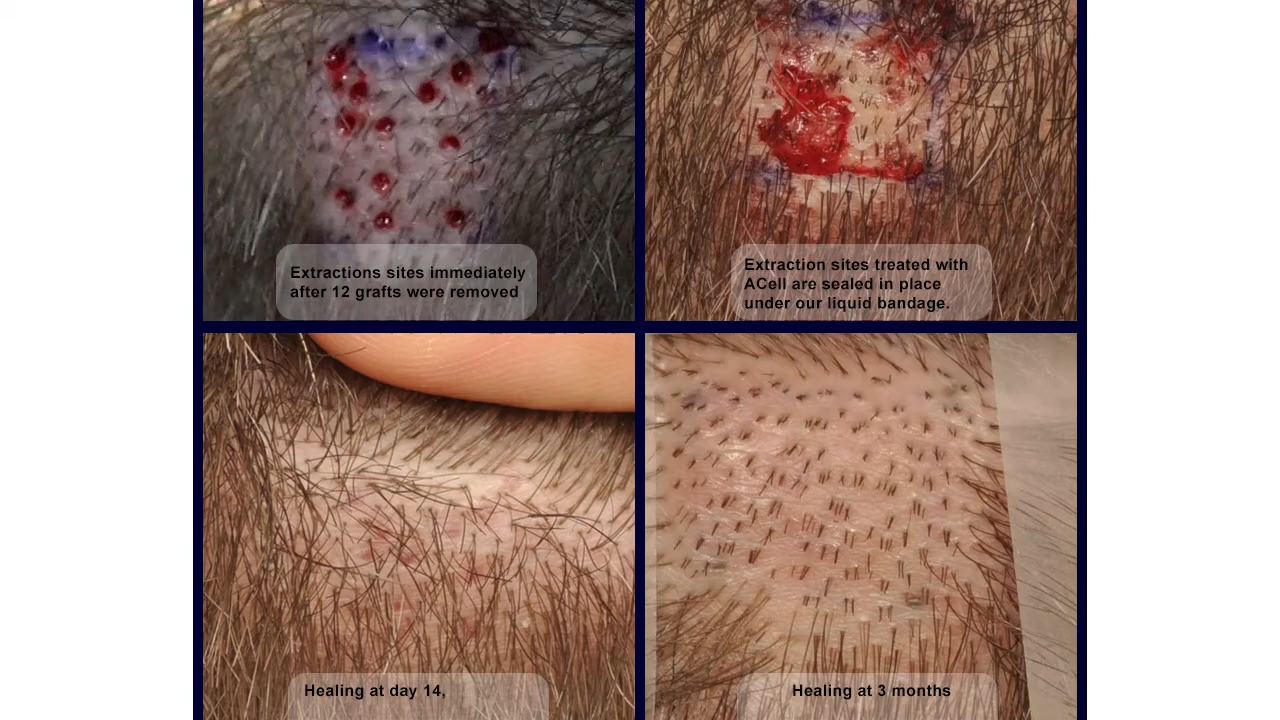 Extractions sites immediately
after 12 grafts were removed
Extraction sites treated with
ACell are sealed in place
under our liquid bandage.
Healing at day 14,
Healing at 3 months